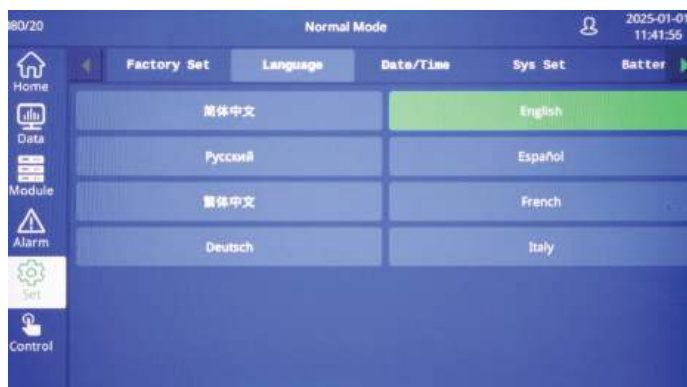 080/20
Normal Mode
2025-01-01
11:41:56
Home
Factory Set
Language
Date/Time
Sys Set
Batter
简体中文
English
Data
Русский
Español
Module
繁体中文
French
Alarm
Deutsch
Italy
Set
Control